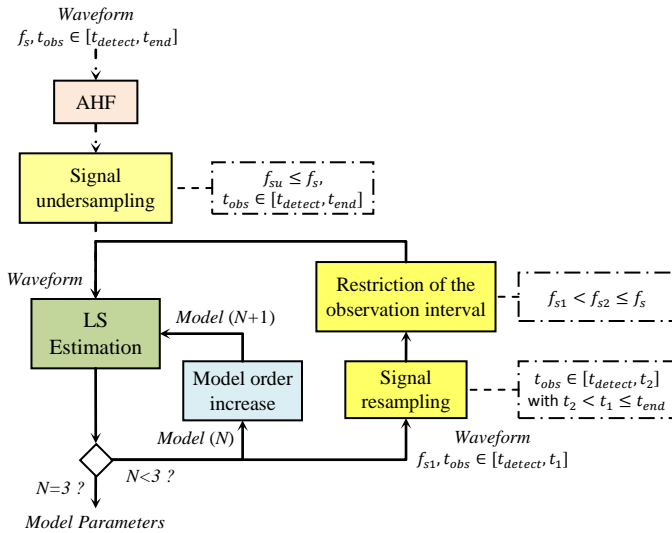 Waveform
f_s, t_obs ∈ [t_detect, t_end]
AHF
Signal
undersampling
f_su ≤ f_s,
t_obs ∈ [t_detect, t_end]
Waveform
LS
Estimation
Model (N+1)
Model order
increase
Model (N)
Restriction of the
observation interval
f_s1 < f_s2 ≤ f_s
Signal
resampling
t_obs ∈ [t_detect, t_2]
with t_2 < t_1 ≤ t_end
Waveform
f_s1, t_obs ∈ [t_detect, t_1]
N=3 ?
N<3 ?
Model Parameters